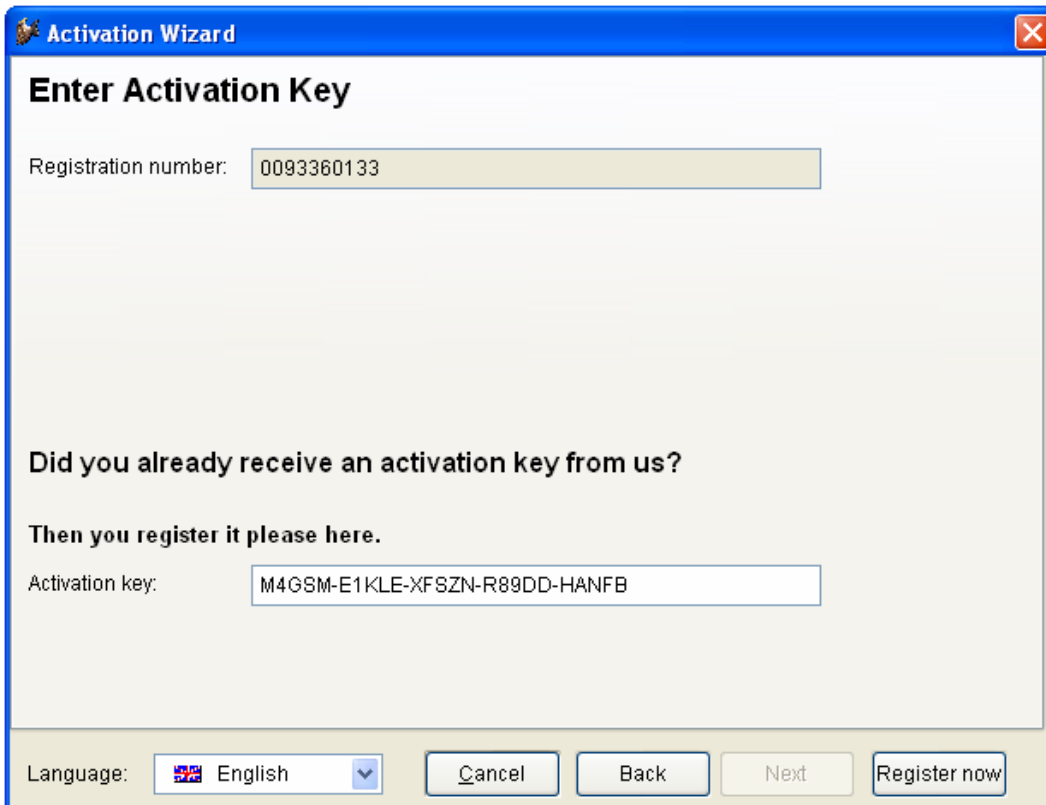 Activation Wizard
Enter Activation Key
Registration number: 0093360133
Did you already receive an activation key from us?
Then you register it please here.
Activation key: M4GSM-E1KLE-XFSZN-R89DD-HANFB
Language: English Cancel Back Next Register now